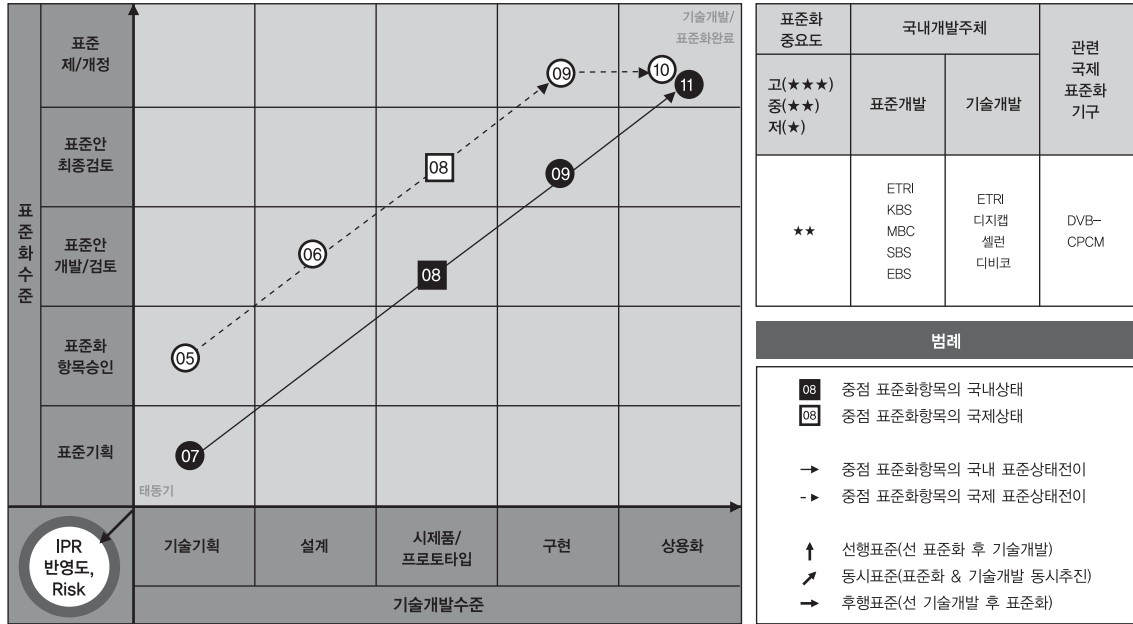 기술개발/
표준화완료
표준
제/개정
표준안
최종검토
표준안
개발/검토
표준화
항목승인
표준기획
표준화수준
09
10
11
08
09
06
08
05
07
태동기
IPR
반영도,
Risk
기술기획
설계
시제품/
프로토타입
구현
상용화
기술개발수준
표준화
중요도
국내개발주체
관련
국제
표준화
기구
고(★★★)
중(★★)
저(★)
표준개발
기술개발
★★
ETRI
KBS
MBC
SBS
EBS
ETRI
디지캡
셀런
디비코
DVB-
CPCM
범례
08 중점 표준화항목의 국내상태
08 중점 표준화항목의 국제상태
중점 표준화항목의 국내 표준상태전이
중점 표준화항목의 국제 표준상태전이
선행표준(선 표준화 후 기술개발)
동시표준(표준화 & 기술개발 동시추진)
후행표준(선 기술개발 후 표준화)